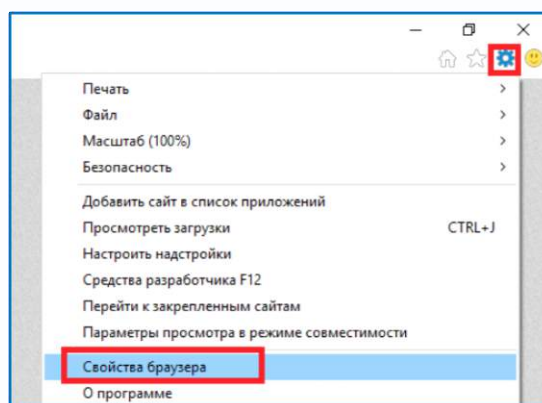 Печать
Файл
Масштаб (100%)
Безопасность
Добавить сайт в список приложений
Просмотреть загрузки CTRL+J
Настроить надстройки
Средства разработчика F12
Перейти к закрепленным сайтам
Параметры просмотра в режиме совместимости
Свойства браузера
О программе